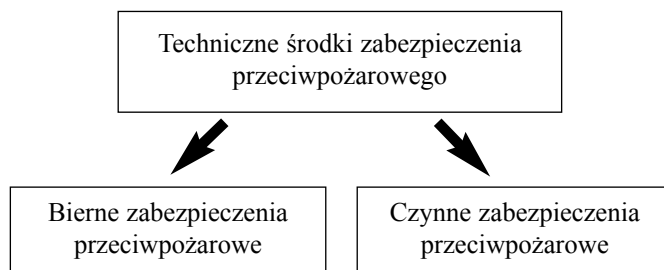 Techniczne środki zabezpieczenia
przeciwpożarowego
Bierne zabezpieczenia
przeciwpożarowe
Czynne zabezpieczenia
przeciwpożarowe